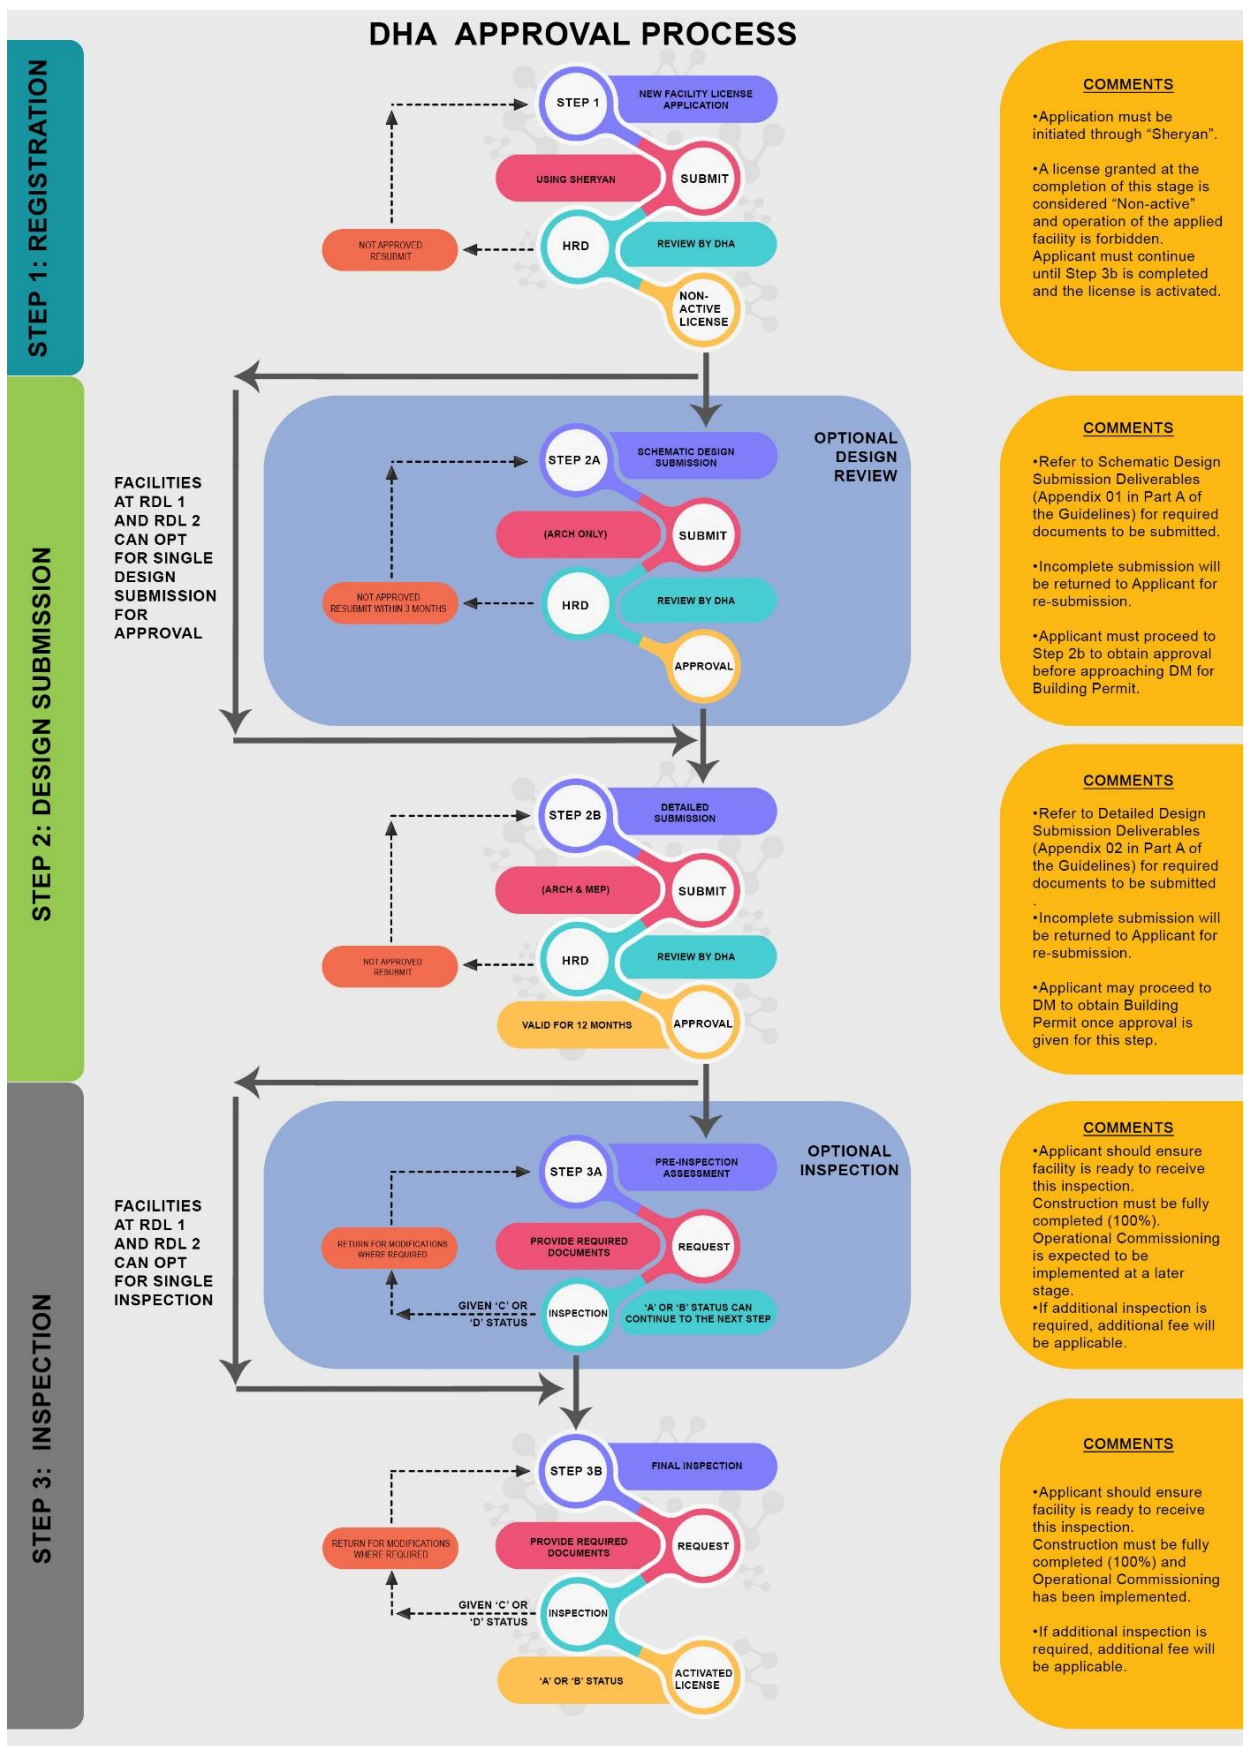 DHA APPROVAL PROCESS
STEP 1: REGISTRATION
STEP 1
NEW FACILITY LICENSE
APPLICATION
USING SHERYAN
SUBMIT
HRD
REVIEW BY DHA
NOT APPROVED
RESUBMIT
NON-
ACTIVE
LICENSE
COMMENTS
•Application must be
initiated through “Sheryan”.
•A license granted at the
completion of this stage is
considered “Non-active”
and operation of the applied
facility is forbidden.
Applicant must continue
until Step 3b is completed
and the license is activated.
STEP 2: DESIGN SUBMISSION
FACILITIES
AT RDL 1
AND RDL 2
CAN OPT
FOR SINGLE
DESIGN
SUBMISSION
FOR
APPROVAL
OPTIONAL
DESIGN
REVIEW
STEP 2A
SCHEMATIC DESIGN
SUBMISSION
(ARCH ONLY)
SUBMIT
HRD
REVIEW BY DHA
NOT APPROVED
RESUBMIT WITHIN 3 MONTHS
APPROVAL
COMMENTS
•Refer to Schematic Design
Submission Deliverables
(Appendix 01 in Part A of
the Guidelines) for required
documents to be submitted.
•Incomplete submission will
be returned to Applicant for
re-submission.
•Applicant must proceed to
Step 2b to obtain approval
before approaching DM for
Building Permit.
STEP 2B
DETAILED
SUBMISSION
(ARCH & MEP)
SUBMIT
HRD
REVIEW BY DHA
NOT APPROVED
RESUBMIT
VALID FOR 12 MONTHS
APPROVAL
COMMENTS
•Refer to Detailed Design
Submission Deliverables
(Appendix 02 in Part A of
the Guidelines) for required
documents to be submitted
.
•Incomplete submission will
be returned to Applicant for
re-submission.
•Applicant may proceed to
DM to obtain Building
Permit once approval is
given for this step.
STEP 3: INSPECTION
FACILITIES
AT RDL 1
AND RDL 2
CAN OPT
FOR SINGLE
INSPECTION
OPTIONAL
INSPECTION
STEP 3A
PRE-INSPECTION
ASSESSMENT
PROVIDE REQUIRED
DOCUMENTS
REQUEST
RETURN FOR MODIFICATIONS
WHERE REQUIRED
GIVEN ‘C’ OR
‘D’ STATUS
INSPECTION
‘A’ OR ‘B’ STATUS CAN
CONTINUE TO THE NEXT STEP
COMMENTS
•Applicant should ensure
facility is ready to receive
this inspection.
Construction must be fully
completed (100%).
Operational Commissioning
is expected to be
implemented at a later
stage.
•If additional inspection is
required, additional fee will
be applicable.
STEP 3B
FINAL INSPECTION
PROVIDE REQUIRED
DOCUMENTS
REQUEST
RETURN FOR MODIFICATIONS
WHERE REQUIRED
GIVEN ‘C’ OR
‘D’ STATUS
INSPECTION
‘A’ OR ‘B’ STATUS
ACTIVATED
LICENSE
COMMENTS
•Applicant should ensure
facility is ready to receive
this inspection.
Construction must be fully
completed (100%) and
Operational Commissioning
has been implemented.
•If additional inspection is
required, additional fee will
be applicable.